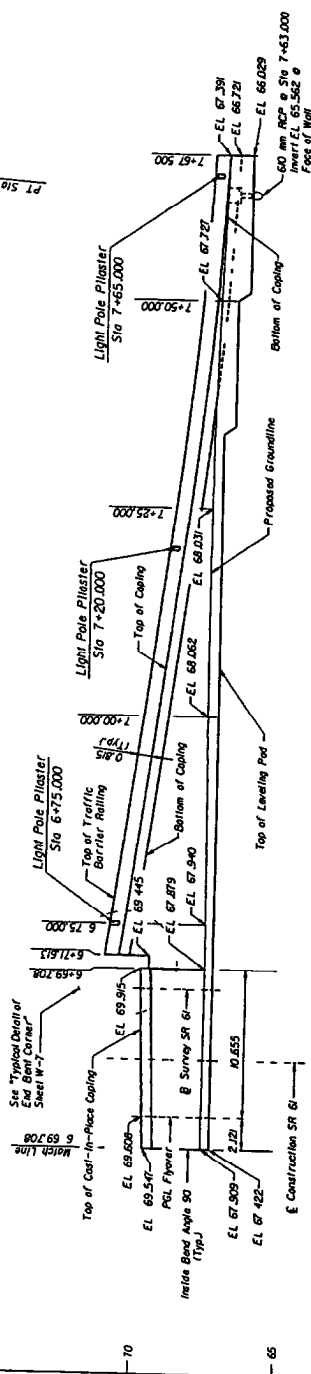 PT Sta
Light Pole Pilaster
Sta 7+65.000
Light Pole Pilaster
Sta 7+20.000
Light Pole Pilaster
Sta 6+75.000
See "Typical Detail of
End Bent Corner"
Sheet W-7
Match Line
6 69.708
6+69.708
6+71.613
6 75.000
7+00.000
7+25.000
7+50.000
7+67.500
Top of Cast-In-Place Coping
Top of Traffic
Barrier Railing
0.815
(Typ.)
Top of Coping
Bottom of Coping
Bottom of Coping
EL 69.608
EL 69.547
EL 69.915
EL 69.445
EL 67.879
EL 67.940
EL 68.062
EL 68.031
EL 67.727
EL 67.391
EL 66.721
EL 66.029
610 mm RCP @ Sta 7+63.000
Invert EL 65.562 @
Face of Wall
PGL Flyover
B Survey SR 61
Inside Bend Angle 90
(Typ.)
EL 67.909
EL 67.422
2.121
10.655
Construction SR 61
Top of Leveling Pad
Proposed Groundline
70
65